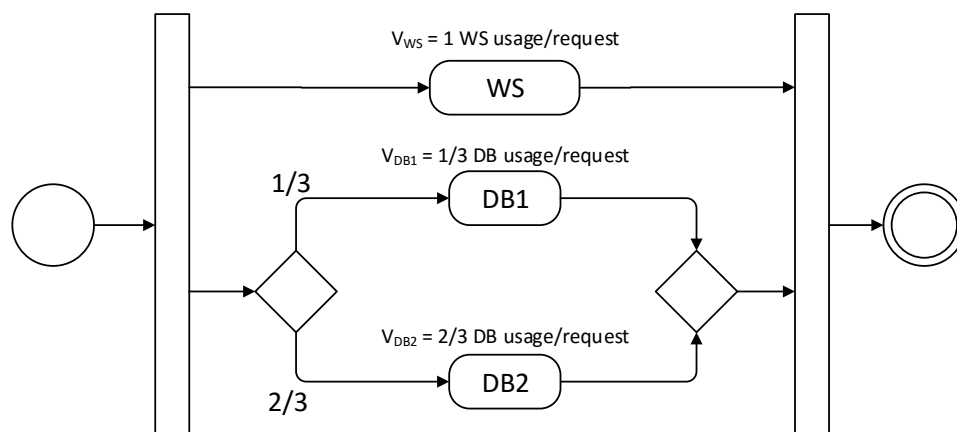 V_WS = 1 WS usage/request
WS
V_DB1 = 1/3 DB usage/request
1/3
DB1
V_DB2 = 2/3 DB usage/request
DB2
2/3